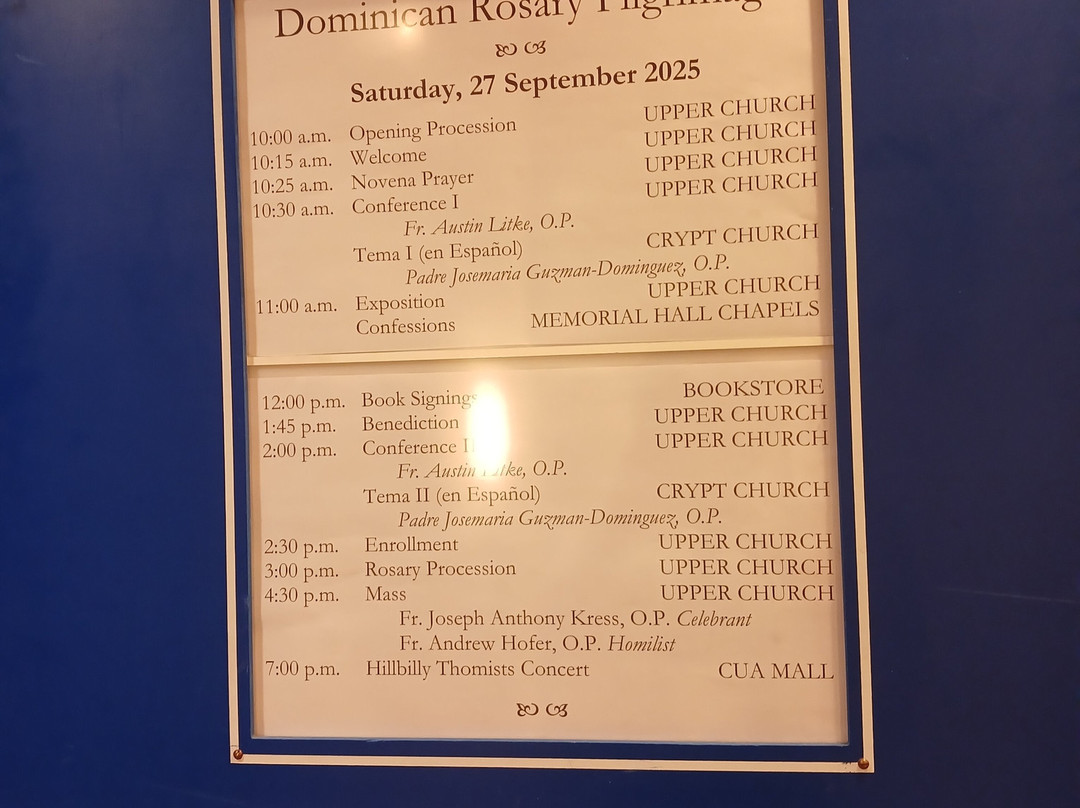 Dominican Rosary Pilgrimag
Saturday, 27 September 2025
10:00 a.m. Opening Procession UPPER CHURCH
10:15 a.m. Welcome UPPER CHURCH
10:25 a.m. Novena Prayer UPPER CHURCH
10:30 a.m. Conference I UPPER CHURCH
Fr. Austin Litke, O.P.
Tema I (en Español) CRYPT CHURCH
Padre Josemaria Guzman-Dominguez, O.P.
11:00 a.m. Exposition UPPER CHURCH
Confessions MEMORIAL HALL CHAPELS
12:00 p.m. Book Signings BOOKSTORE
1:45 p.m. Benediction UPPER CHURCH
2:00 p.m. Conference II UPPER CHURCH
Fr. Austin Litke, O.P.
Tema II (en Español) CRYPT CHURCH
Padre Josemaria Guzman-Dominguez, O.P.
2:30 p.m. Enrollment UPPER CHURCH
3:00 p.m. Rosary Procession UPPER CHURCH
4:30 p.m. Mass UPPER CHURCH
Fr. Joseph Anthony Kress, O.P. Celebrant
Fr. Andrew Hofer, O.P. Homilist
7:00 p.m. Hillbilly Thomists Concert CUA MALL